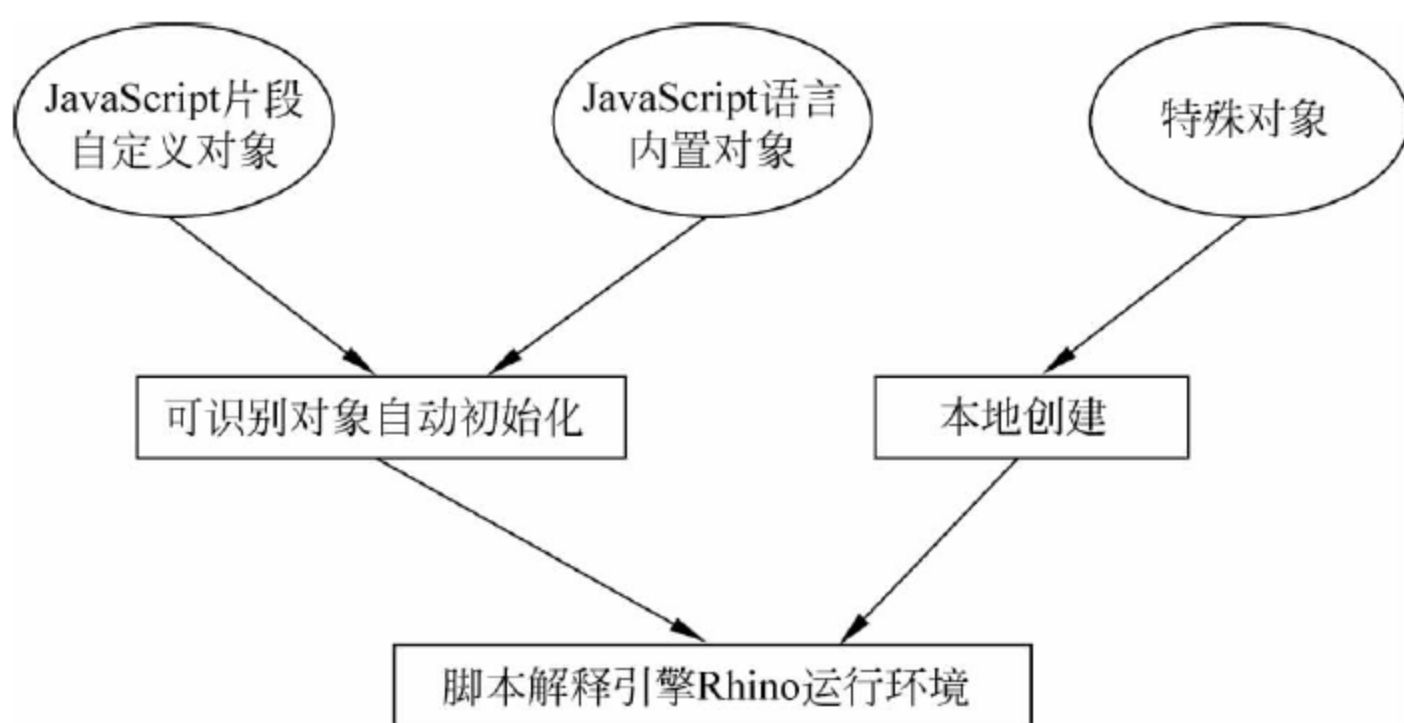 JavaScript片段
自定义对象
JavaScript语言
内置对象
特殊对象
可识别对象自动初始化
本地创建
脚本解释引擎Rhino运行环境